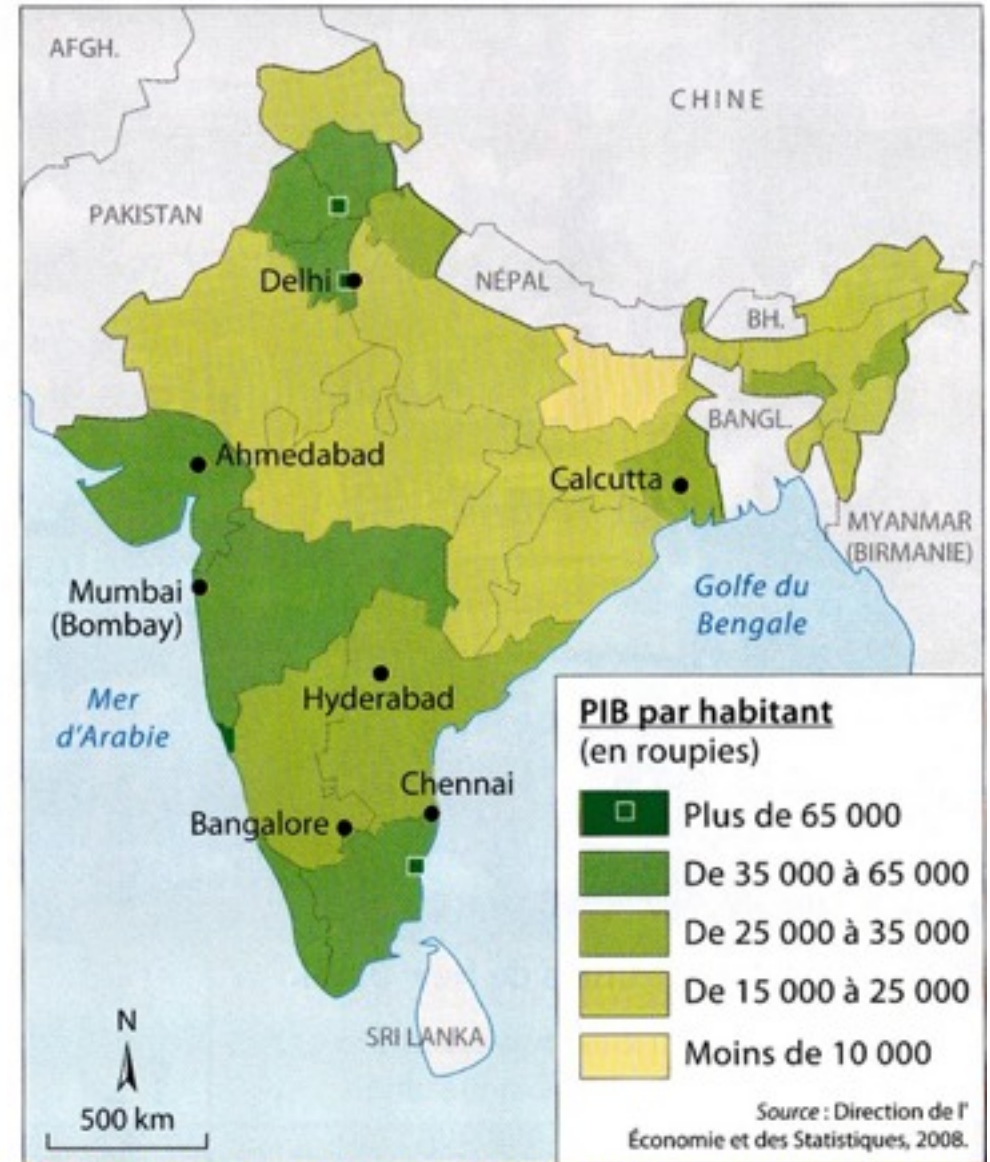 AFGH.
CHINE
PAKISTAN
Delhi
NÉPAL
BH.
BANGL.
Ahmedabad
Calcutta
MYANMAR
(BIRMANIE)
Mumbai
(Bombay)
Golfe du
Bengale
Mer
d'Arabie
Hyderabad
Chennai
Bangalore
SRI LANKA
N
500 km
PIB par habitant
(en roupies)
Plus de 65 000
De 35 000 à 65 000
De 25 000 à 35 000
De 15 000 à 25 000
Moins de 10 000
Source : Direction de l'
Économie et des Statistiques, 2008.